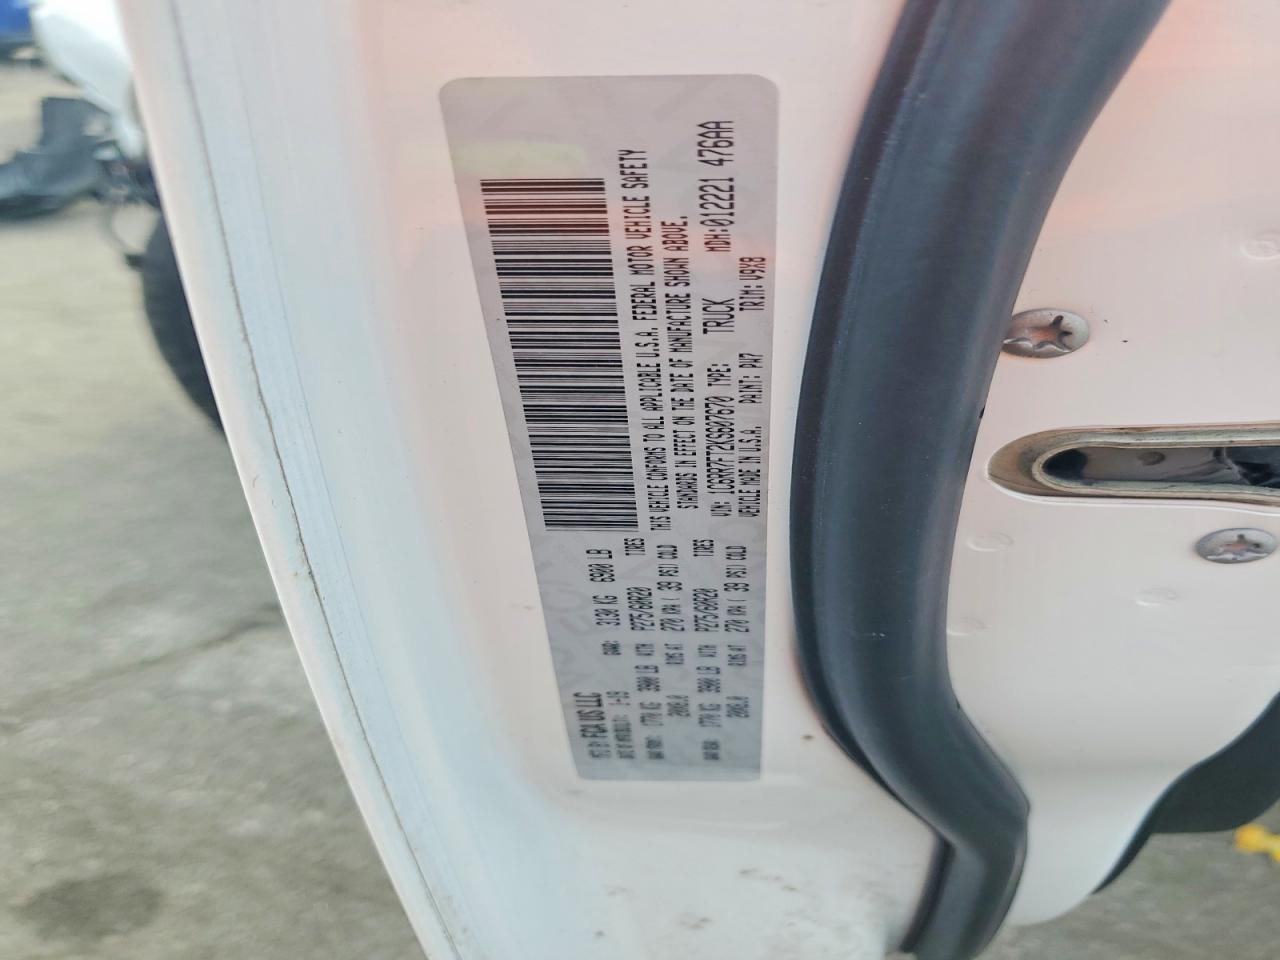 MFD BY: FCA US LLC
DATE OF MANUFACTURE: 1-19 GVWR: 3130 KG 6900 LB
GAWR FRONT: 1770 KG 3900 LB WITH P275/60R20 TIRES
20X8.0 RIMS AT 270 KPA ( 39 PSI) COLD
GAWR REAR: 1770 KG 3900 LB WITH P275/60R20 TIRES
20X8.0 RIMS AT 270 KPA ( 39 PSI) COLD
THIS VEHICLE CONFORMS TO ALL APPLICABLE U.S.A. FEDERAL MOTOR VEHICLE SAFETY
STANDARDS IN EFFECT ON THE DATE OF MANUFACTURE SHOWN ABOVE.
VIN: 1C6RR7FT2KS607670 TYPE: TRUCK MDH:012221 476AA
VEHICLE MADE IN U.S.A. PAINT: PW7 TRIM: V9X8